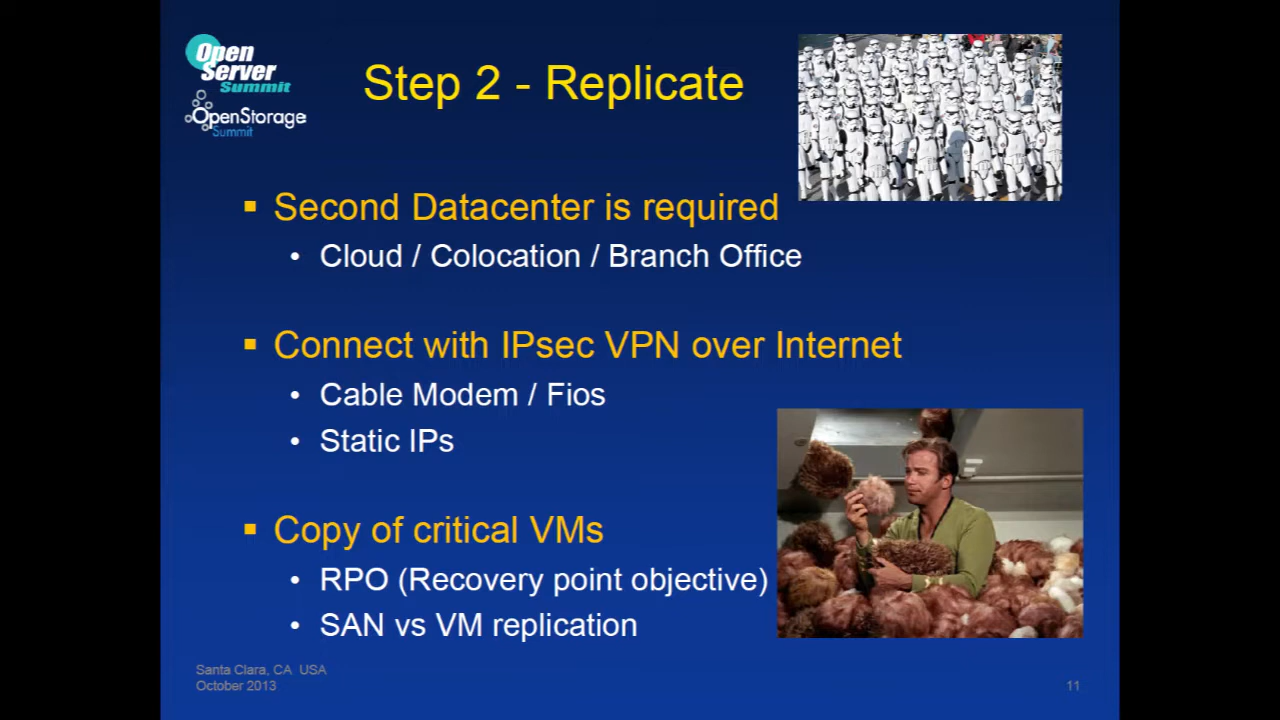 Open
Server
Summit
OpenStorage
Summit
Step 2 - Replicate
▪ Second Datacenter is required
• Cloud / Colocation / Branch Office
▪ Connect with IPsec VPN over Internet
• Cable Modem / Fios
• Static IPs
▪ Copy of critical VMs
• RPO (Recovery point objective)
• SAN vs VM replication
Santa Clara, CA USA
October 2013
11